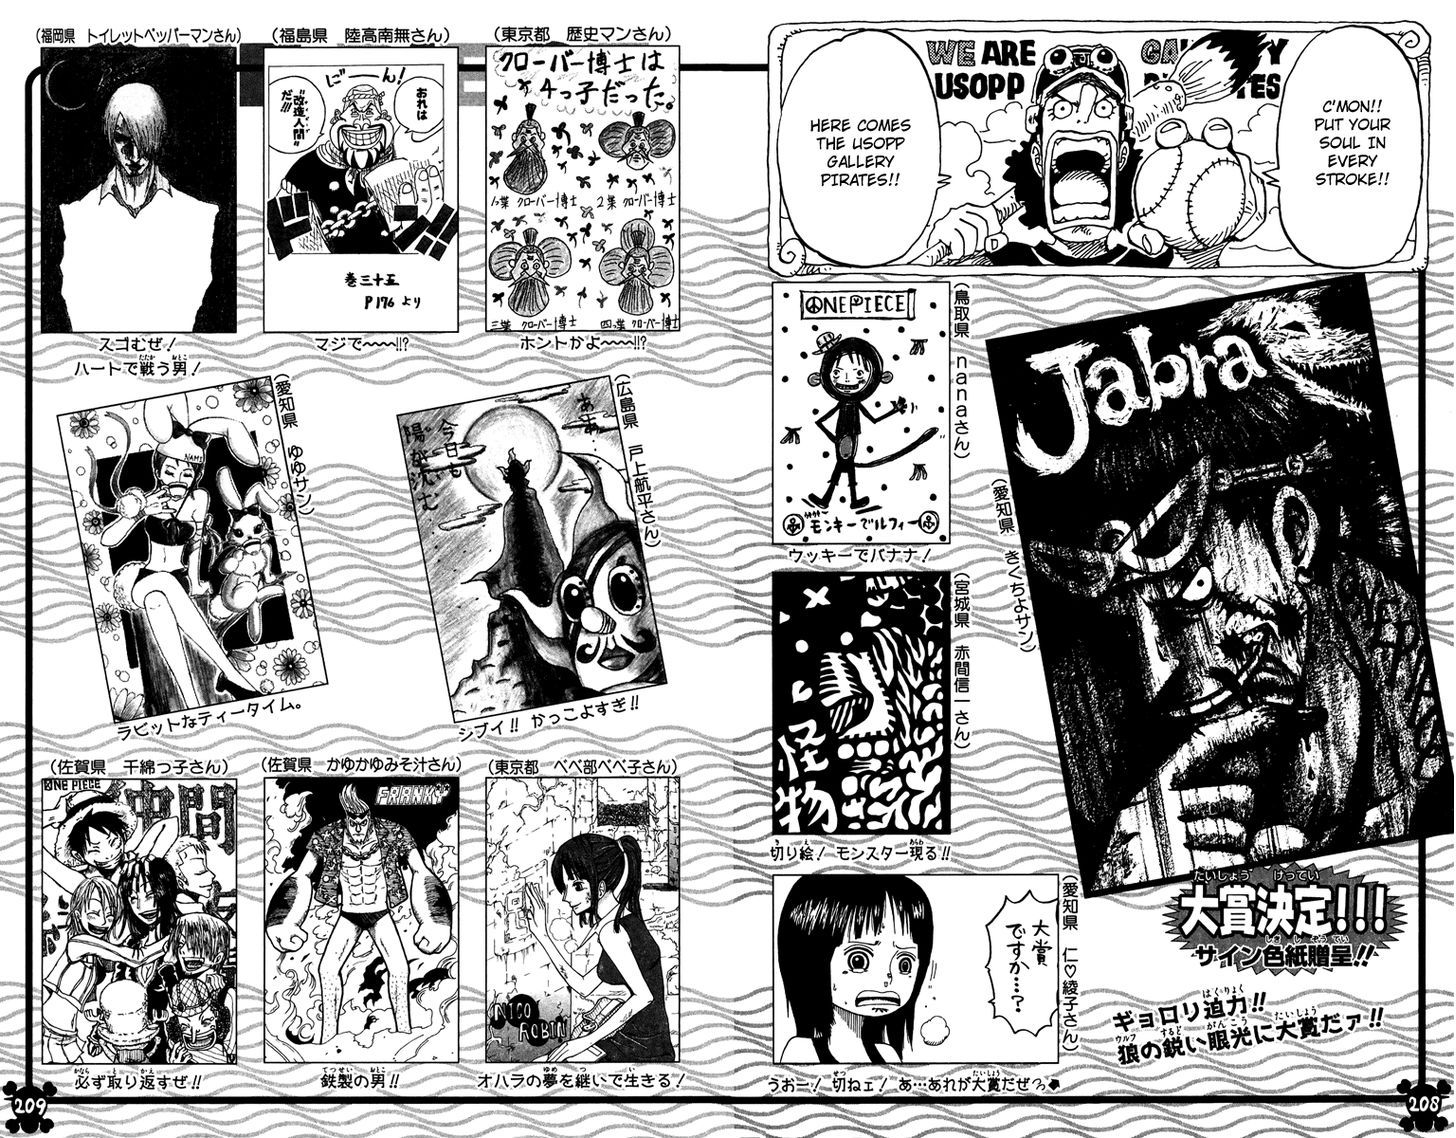 WE ARE
USOPP
C'MON!!
PUT YOUR
SOUL IN
EVERY
STROKE!!
HERE COMES
THE USOPP
GALLERY
PIRATES!!
Jabra
(愛知県 きくちよサン)
大賞決定!!!
サイン色紙贈呈!!
ギョロリ迫力!!
狼の鋭い眼光に大賞だァ!!
ONE PIECE
モンキー・D・ルフィー
(鳥取県 nanaさん)
ウッキーでバナナ!
怪物
(宮城県 赤間信一さん)
切り絵! モンスター現る!!
大賞
ですか…?
(愛知県 仁♡綾子さん)
うおー! 切ねェ! あ…あれが大賞だぜ
208
(東京都 歴史マンさん)
クローバー博士は
4つ子だった。
1つ葉 クローバー博士
2葉 クローバー博士
三葉 クローバー博士
四つ葉 クローバー博士
ホントかよ〜〜!!?
(福島県 陸高南無さん)
にーん!
おれは
"改造人間"
だ!!!
巻三十五
P176 より
マジで〜〜!!?
(福岡県 トイレットペッパーマンさん)
スゴむぜ!
ハートで戦う男!
(広島県 戸上航平さん)
ああ…
今日も
陽が沈む
シブイ!! かっこよすぎ!!
(愛知県 ゆゆサン)
NAMI
ラビットなティータイム。
(東京都 べべ部べべ子さん)
NICO
ROBIN
オハラの夢を継いで生きる!
(佐賀県 かゆかゆみそ汁さん)
FRANKY
鉄製の男!!
(佐賀県 千綿っ子さん)
ONE PIECE
仲間
必ず取り返すぜ!!
209